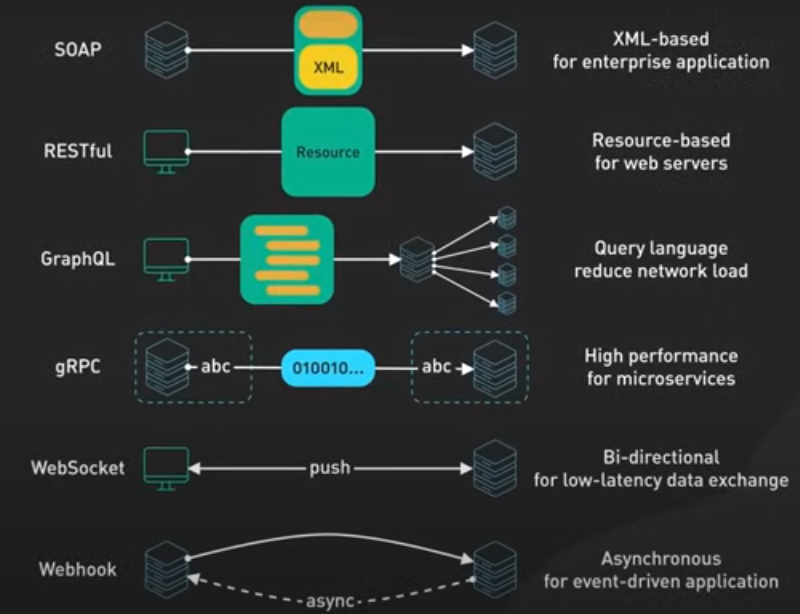 SOAP
XML
XML-based
for enterprise application
RESTful
Resource
Resource-based
for web servers
GraphQL
Query language
reduce network load
gRPC
abc
010010...
abc
High performance
for microservices
WebSocket
push
Bi-directional
for low-latency data exchange
Webhook
async
Asynchronous
for event-driven application